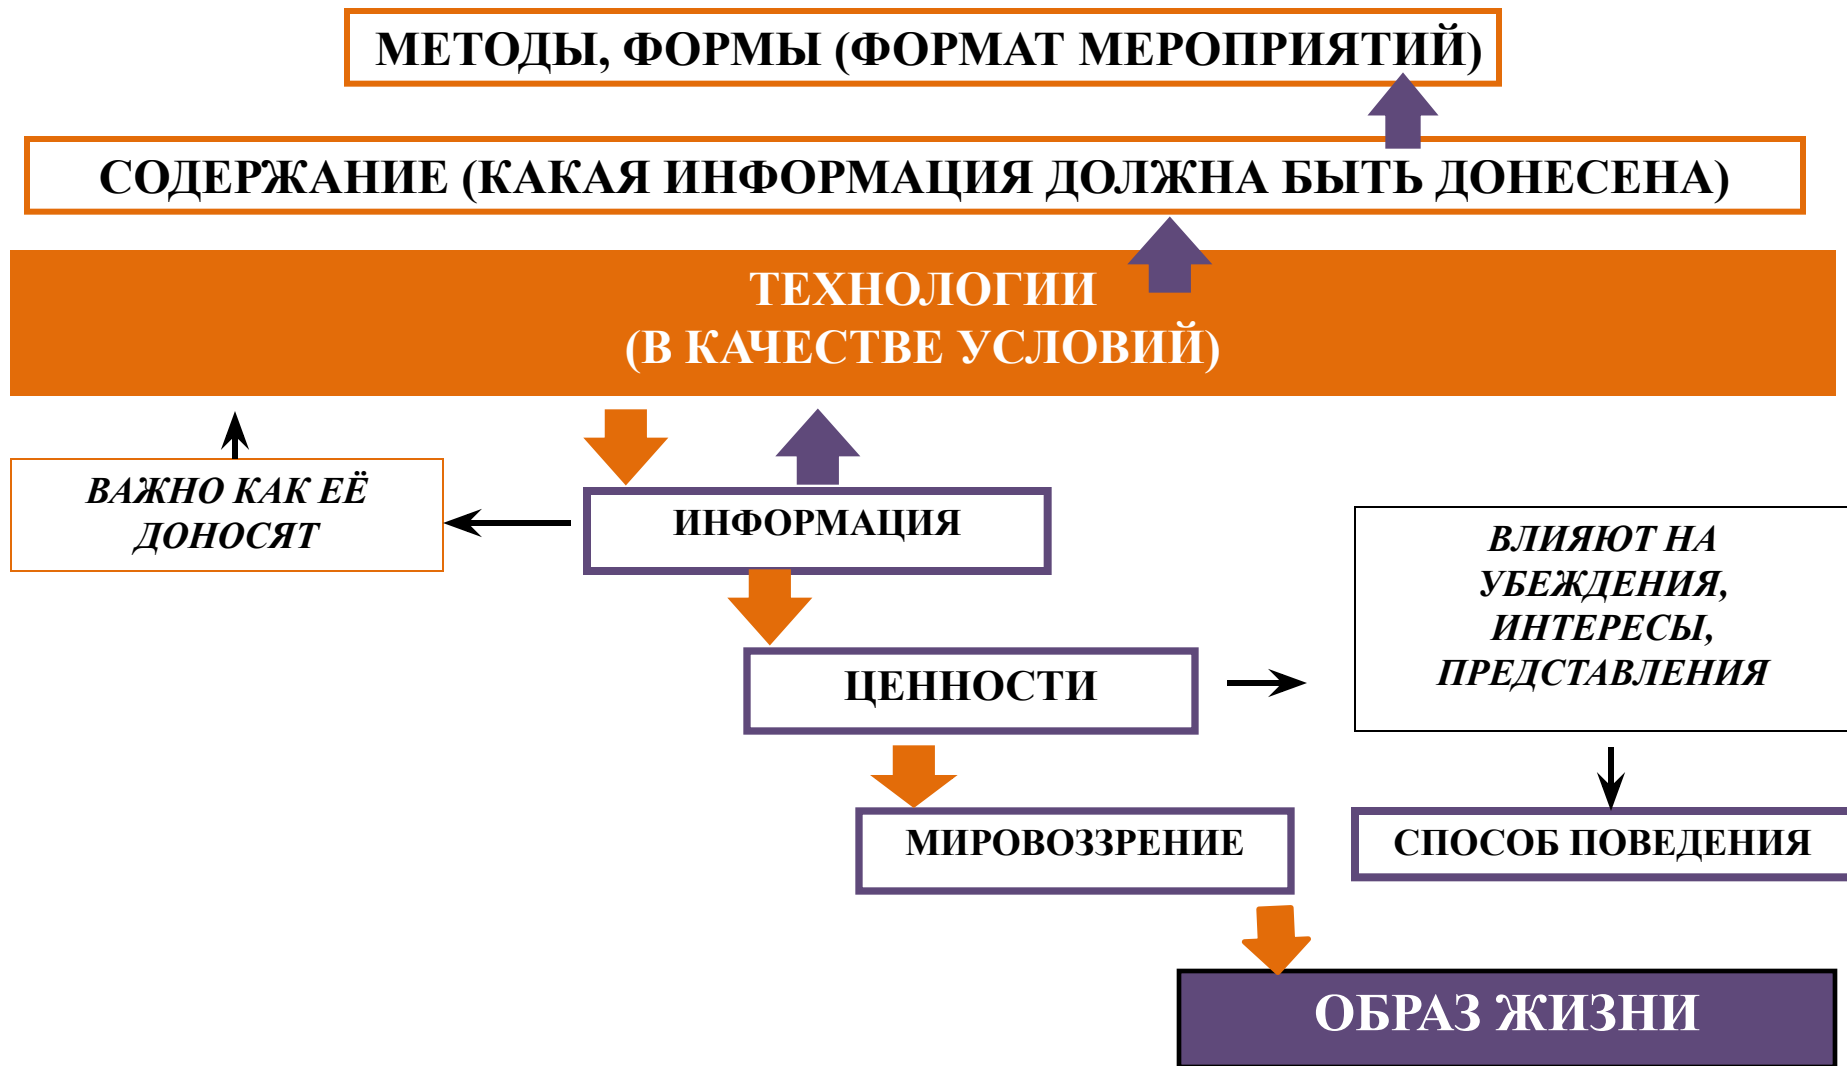 МЕТОДЫ, ФОРМЫ (ФОРМАТ МЕРОПРИЯТИЙ)
СОДЕРЖАНИЕ (КАКАЯ ИНФОРМАЦИЯ ДОЛЖНА БЫТЬ ДОНЕСЕНА)
ТЕХНОЛОГИИ
(В КАЧЕСТВЕ УСЛОВИЙ)
ВАЖНО КАК ЕЁ
ДОНОСЯТ
ИНФОРМАЦИЯ
ВЛИЯЮТ НА
УБЕЖДЕНИЯ,
ИНТЕРЕСЫ,
ПРЕДСТАВЛЕНИЯ
ЦЕННОСТИ
МИРОВОЗЗРЕНИЕ
СПОСОБ ПОВЕДЕНИЯ
ОБРАЗ ЖИЗНИ